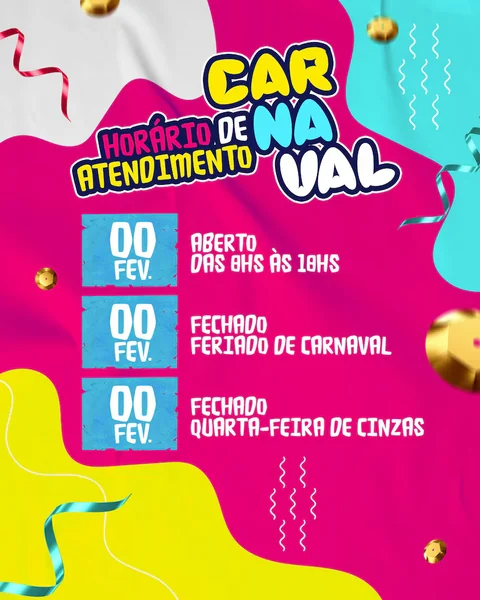 HORÁRIO DE
ATENDIMENTO
CAR
NA
VAL
00
FEV.
ABERTO
DAS 8HS ÀS 18HS
00
FEV.
FECHADO
FERIADO DE CARNAVAL
00
FEV.
FECHADO
QUARTA-FEIRA DE CINZAS